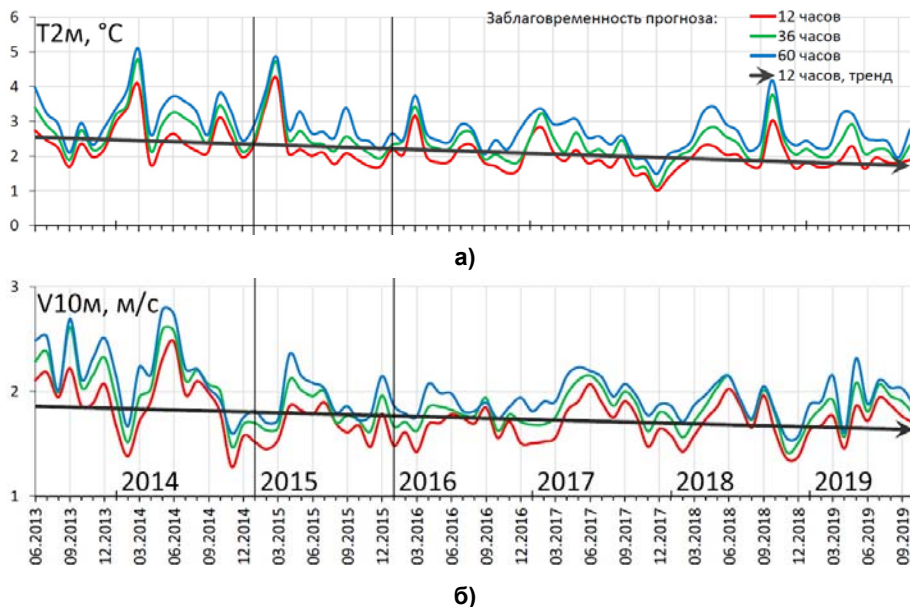 Заблаговременность прогноза:
12 часов
36 часов
60 часов
12 часов, тренд
T2м, °C
6
5
4
3
2
1
0
а)
V10м, м/с
3
2
1
2014 2015 2016 2017 2018 2019
06.2013 09.2013 12.2013 03.2014 06.2014 09.2014 12.2014 03.2015 06.2015 09.2015 12.2015 03.2016 06.2016 09.2016 12.2016 03.2017 06.2017 09.2017 12.2017 03.2018 06.2018 09.2018 12.2018 03.2019 06.2019 09.2019
б)